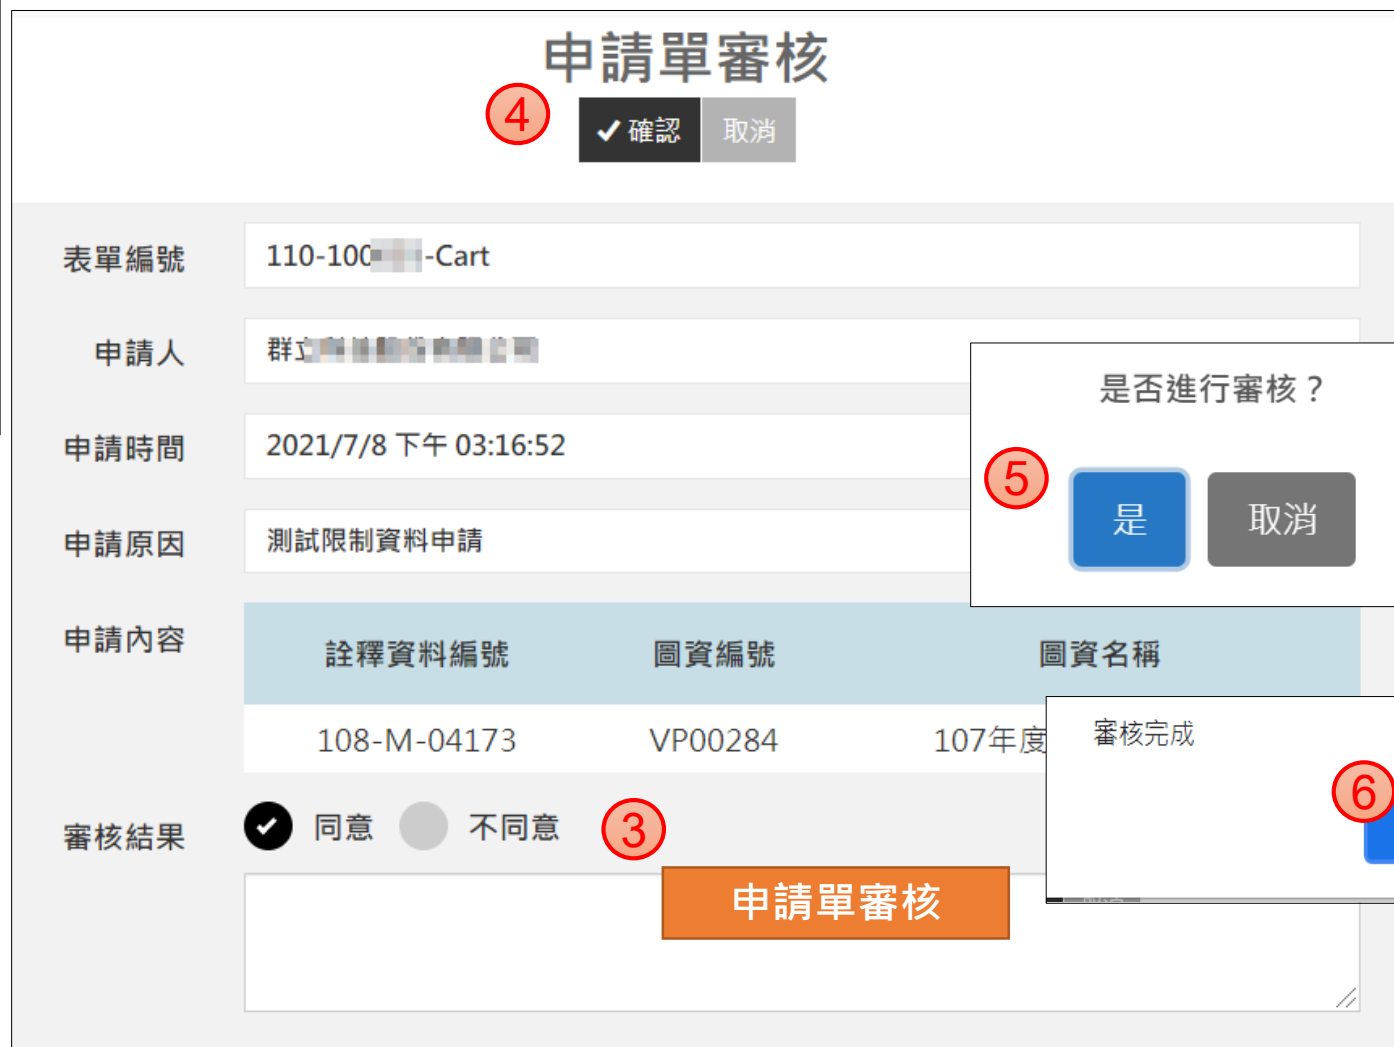 申請單審核
④ ✔確認 取消
表單編號 110-100 -Cart
申請人 群立
申請時間 2021/7/8 下午 03:16:52
申請原因 測試限制資料申請
是否進行審核？
⑤ 是 取消
申請內容 詮釋資料編號 圖資編號 圖資名稱
108-M-04173 VP00284 107年度
審核完成
⑥
審核結果 同意 不同意 ③
申請單審核